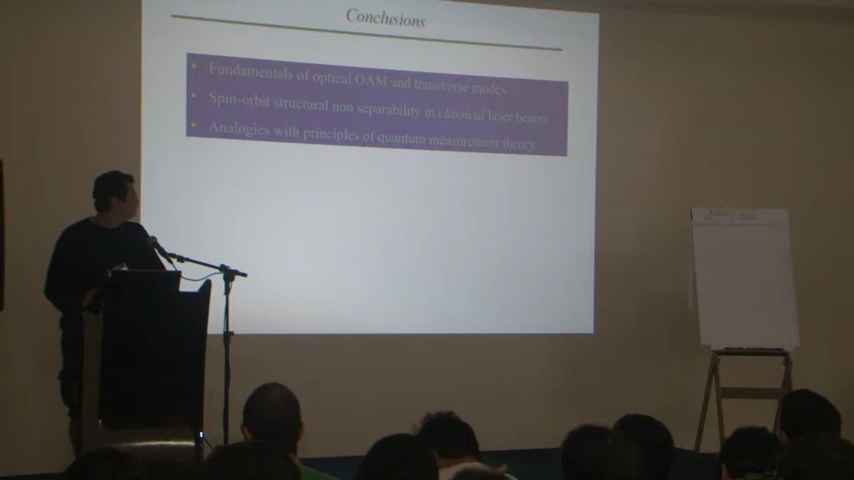 Conclusions
• Fundamentals of optical OAM and transverse modes
• Spin-orbit structural non separability in classical laser beams
• Analogies with principles of quantum measurement theory.